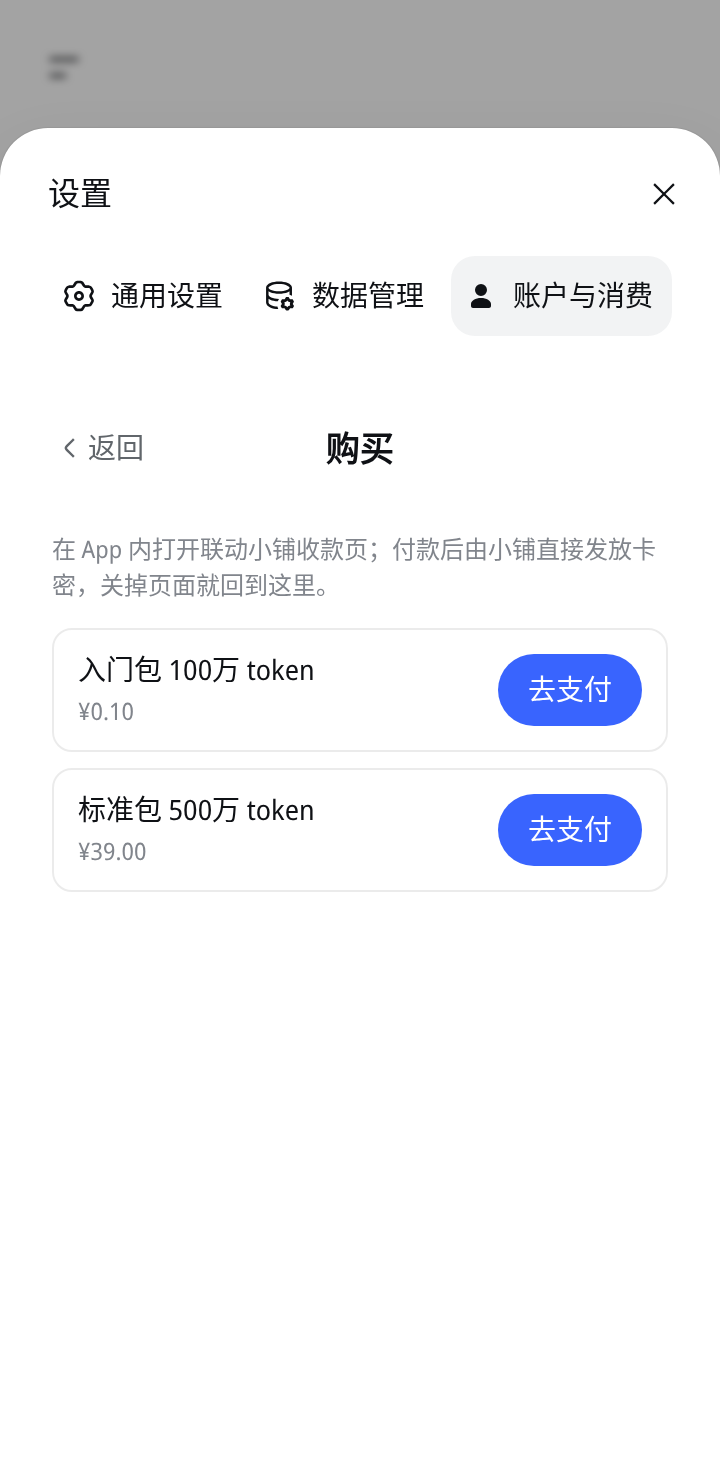 设置
通用设置
数据管理
账户与消费
返回
购买
在 App 内打开联动小铺收款页；付款后由小铺直接发放卡
密，关掉页面就回到这里。
入门包 100万 token
¥0.10
去支付
标准包 500万 token
¥39.00
去支付